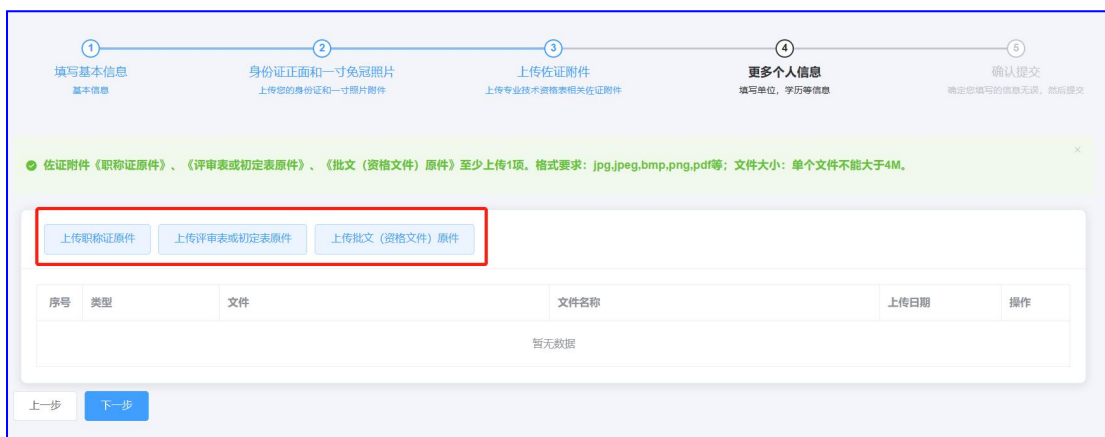 1 2 3 4 5
填写基本信息 身份证正面和一寸免冠照片 上传佐证附件 更多个人信息 确认提交
基本信息 上传您的身份证和一寸照片附件 上传专业技术资格表相关佐证附件 填写单位，学历等信息 确定您填写的信息无误，然后提交
佐证附件《职称证原件》、《评审表或初定表原件》、《批文（资格文件）原件》至少上传1项。格式要求：jpg,jpeg,bmp,png,pdf等；文件大小：单个文件不能大于4M。
上传职称证原件 上传评审表或初定表原件 上传批文（资格文件）原件
序号 类型 文件 文件名称 上传日期 操作
暂无数据
上一步 下一步